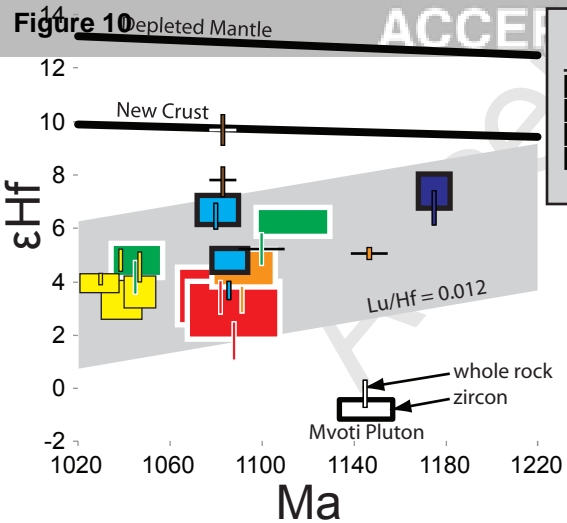 Figure 10
ACCE
14
Depleted Mantle
12
New Crust
10
8
εHf
6
4
Lu/Hf = 0.012
2
whole rock
0
zircon
Mvoti Pluton
-2
1020 1060 1100 1140 1180 1220
Ma